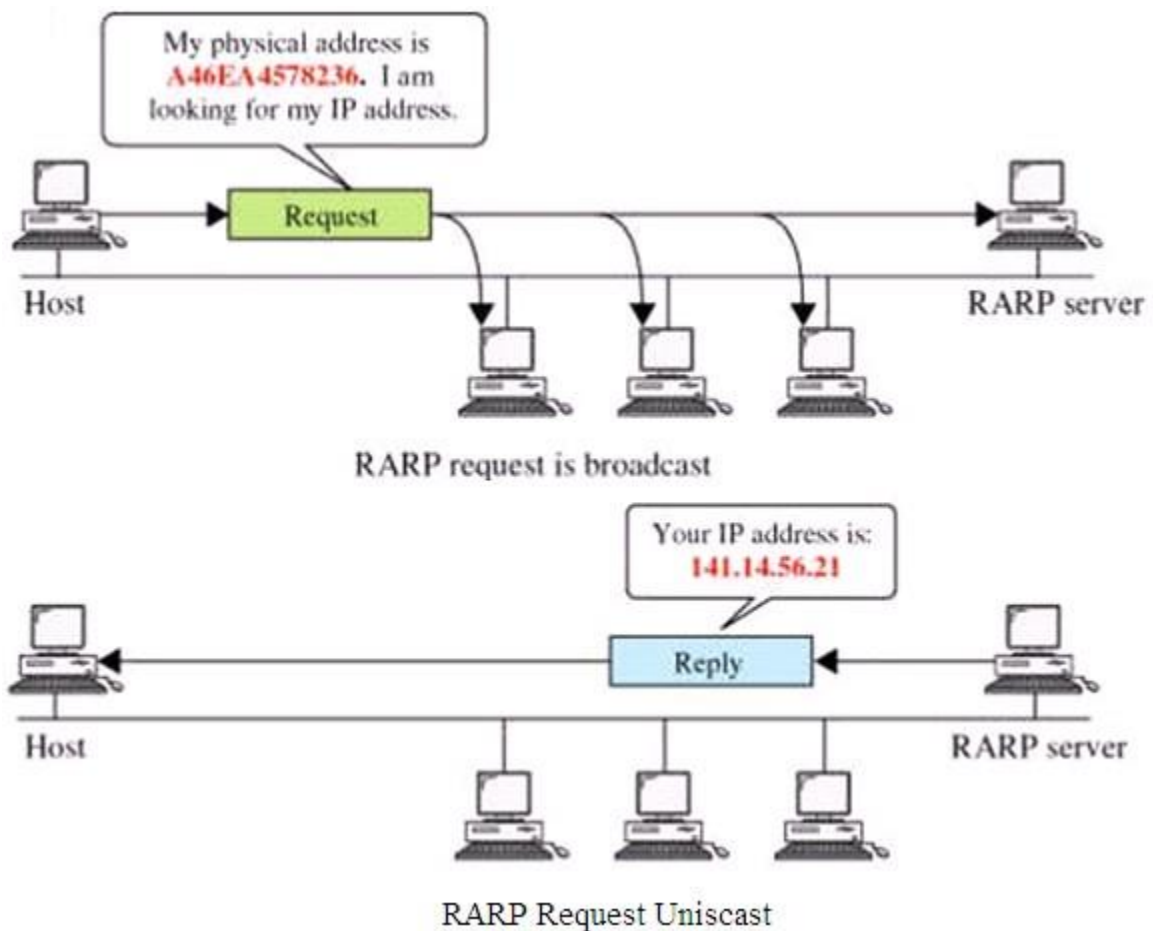 My physical address is
A46EA4578236. I am
looking for my IP address.
Request
Host
RARP server
RARP request is broadcast
Your IP address is:
141.14.56.21
Reply
Host
RARP server
RARP Request Uniscast